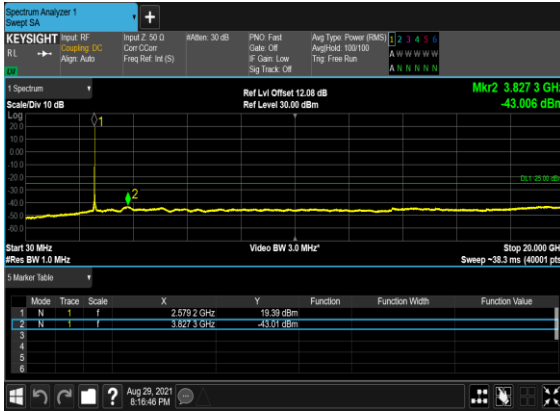 Spectrum Analyzer 1
Swept SA
+
KEYSIGHT Input: RF Input Z: 50 Ω #Atten: 30 dB PNO: Fast Avg Type: Power (RMS) 1 2 3 4 5 6
RL Coupling: DC Corr CCorr Gate: Off Avg|Hold: 100/100 A W W W W W
Align: Auto Freq Ref: Int (S) IF Gain: Low Trig: Free Run
Sig Track: Off A N N N N N
1 Spectrum
Ref Lvl Offset 12.08 dB Mkr2 3.827 3 GHz
Scale/Div 10 dB Ref Level 30.00 dBm -43.006 dBm
Log
20.0
10.0
0.00
-10.0
-20.0
-30.0
-40.0
-50.0
-60.0
1
2
Start 30 MHz Video BW 3.0 MHz* Stop 20.000 GH
#Res BW 1.0 MHz Sweep ~38.3 ms (40001 pts
5 Marker Table
Mode Trace Scale X Y Function Function Width Function Value
1 N 1 f 2.579 2 GHz 19.39 dBm
2 N 1 f 3.827 3 GHz -43.01 dBm
3
4
5
6
? Aug 29, 2021
8:16:46 PM